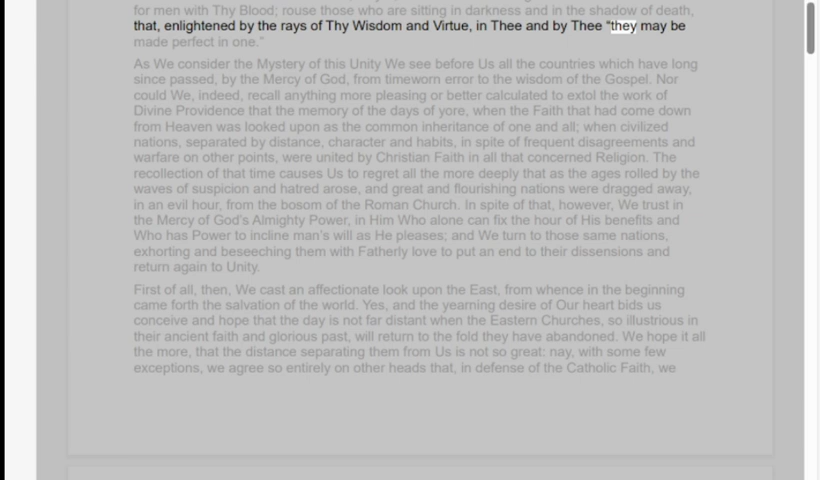 for men with Thy Blood; rouse those who are sitting in darkness and in the shadow of death,
that, enlightened by the rays of Thy Wisdom and Virtue, in Thee and by Thee “they may be
made perfect in one.”
As We consider the Mystery of this Unity We see before Us all the countries which have long
since passed, by the Mercy of God, from timeworn error to the wisdom of the Gospel. Nor
could We, indeed, recall anything more pleasing or better calculated to extol the work of
Divine Providence that the memory of the days of yore, when the Faith that had come down
from Heaven was looked upon as the common inheritance of one and all; when civilized
nations, separated by distance, character and habits, in spite of frequent disagreements and
warfare on other points, were united by Christian Faith in all that concerned Religion. The
recollection of that time causes Us to regret all the more deeply that as the ages rolled by the
waves of suspicion and hatred arose, and great and flourishing nations were dragged away,
in an evil hour, from the bosom of the Roman Church. In spite of that, however, We trust in
the Mercy of God's Almighty Power, in Him Who alone can fix the hour of His benefits and
Who has Power to incline man's will as He pleases; and We turn to those same nations,
exhorting and beseeching them with Fatherly love to put an end to their dissensions and
return again to Unity.
First of all, then, We cast an affectionate look upon the East, from whence in the beginning
came forth the salvation of the world. Yes, and the yearning desire of Our heart bids us
conceive and hope that the day is not far distant when the Eastern Churches, so illustrious in
their ancient faith and glorious past, will return to the fold they have abandoned. We hope it all
the more, that the distance separating them from Us is not so great: nay, with some few
exceptions, we agree so entirely on other heads that, in defense of the Catholic Faith, we